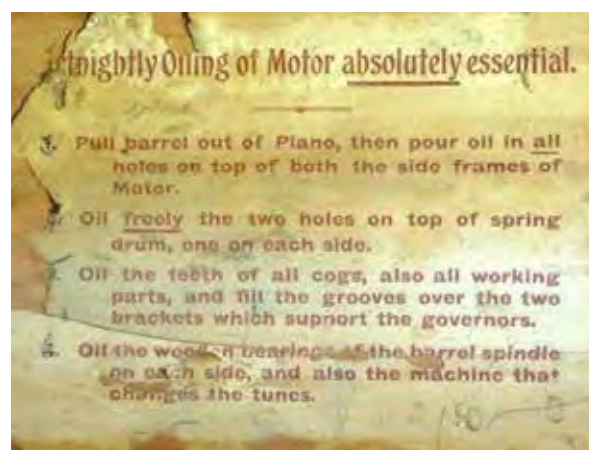 rtnightly Oiling of Motor absolutely essential.
1. Pull barrel out of Piano, then pour oil in all
holes on top of both the side frames of
Motor.
Oil freely the two holes on top of spring
drum, one on each side.
Oil the teeth of all cogs, also all working
parts, and fill the grooves over the two
brackets which support the governors.
Oil the wooden bearings of the barrel spindle
on each side, and also the machine that
changes the tunes.